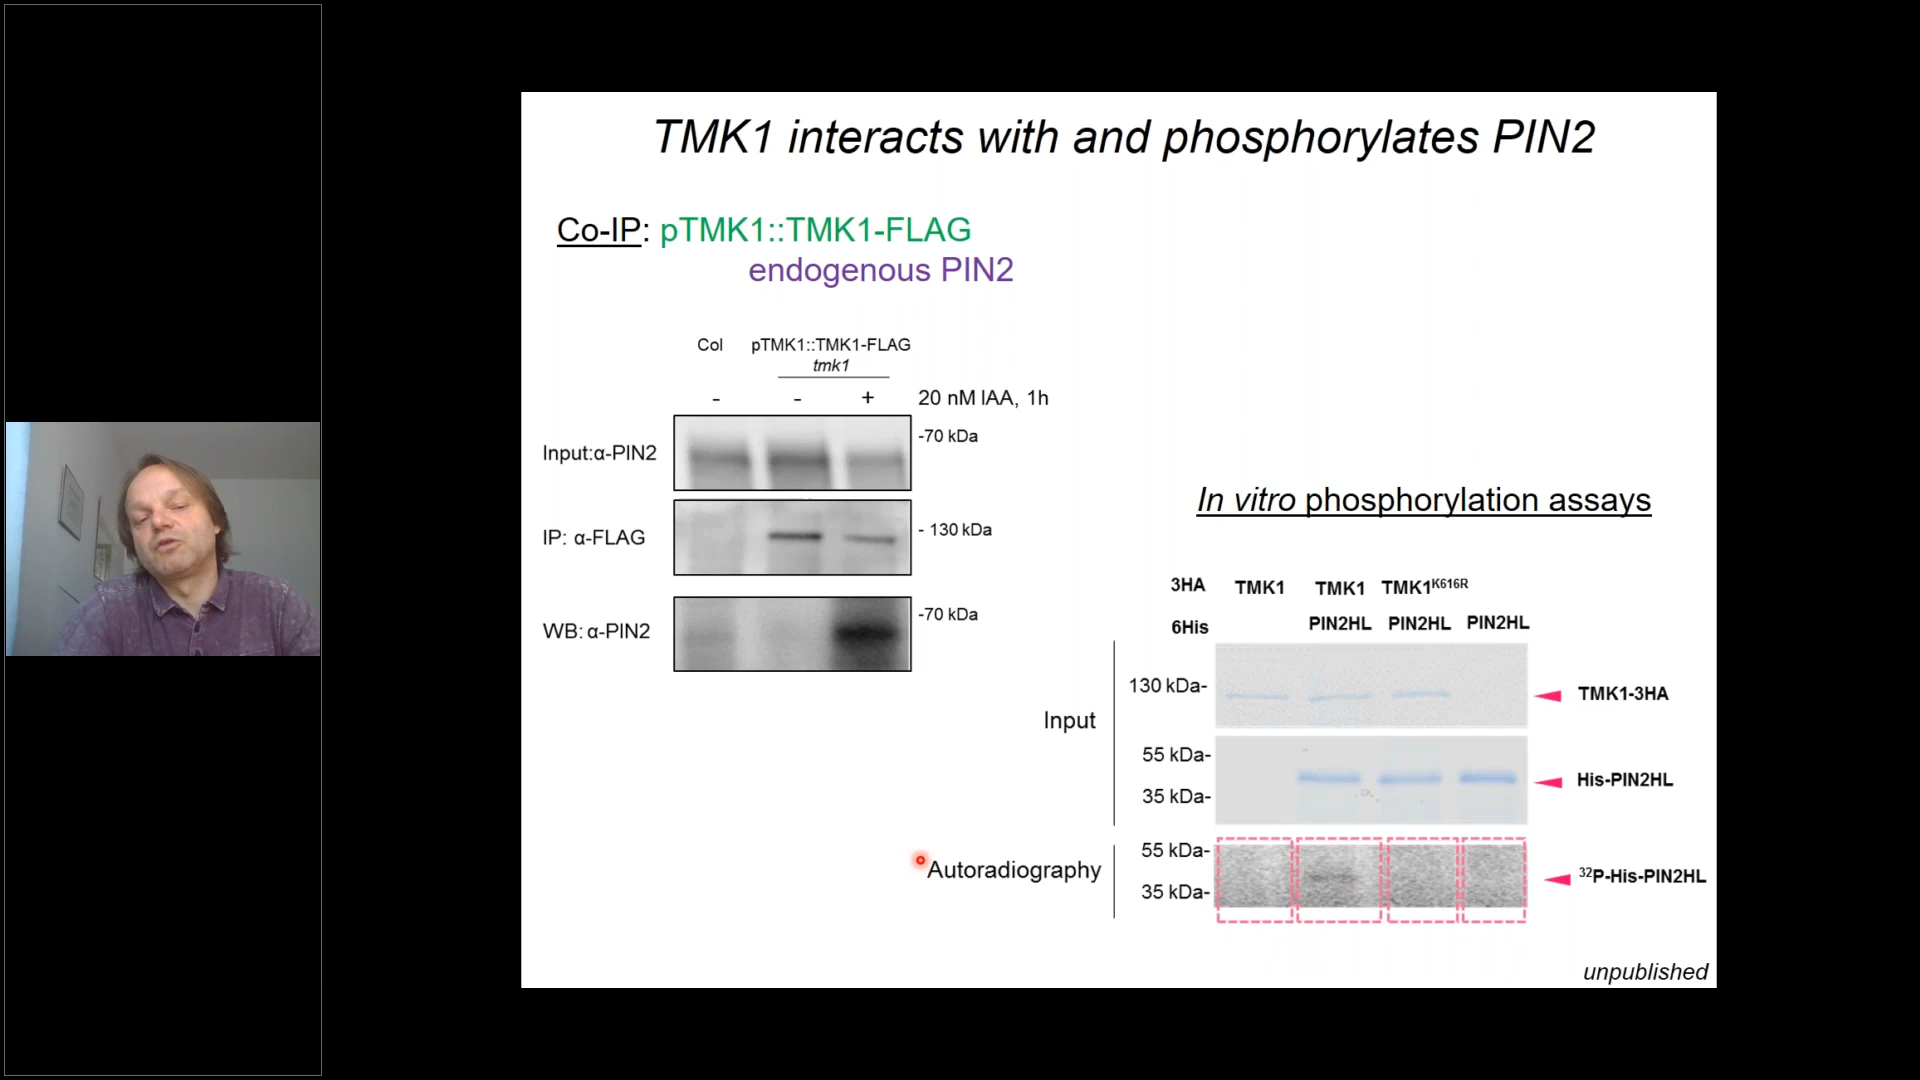 TMK1 interacts with and phosphorylates PIN2
Co-IP: pTMK1::TMK1-FLAG
endogenous PIN2
Col pTMK1::TMK1-FLAG
tmk1
- - + 20 nM IAA, 1h
Input:α-PIN2 -70 kDa
IP: α-FLAG - 130 kDa
WB: α-PIN2 -70 kDa
In vitro phosphorylation assays
3HA TMK1 TMK1 TMK1ᴷ⁶¹⁶ᴿ
6His PIN2HL PIN2HL PIN2HL
Input
130 kDa- TMK1-3HA
55 kDa-
35 kDa- His-PIN2HL
Autoradiography
55 kDa-
35 kDa- ³²P-His-PIN2HL
unpublished